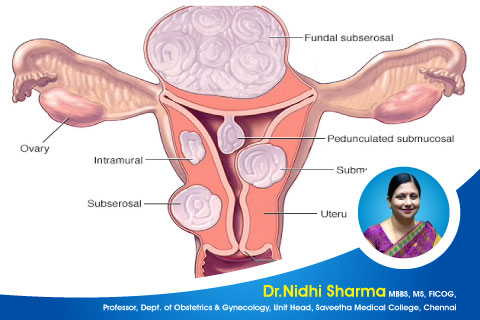 Fundal subserosal
Ovary
Pedunculated submucosal
Intramural
Subserosal
Uteru
Dr.Nidhi Sharma MBBS, MS, FICOG,
Professor, Dept. of Obstetrics & Gynecology, Unit Head, Saveetha Medical College, Chennai